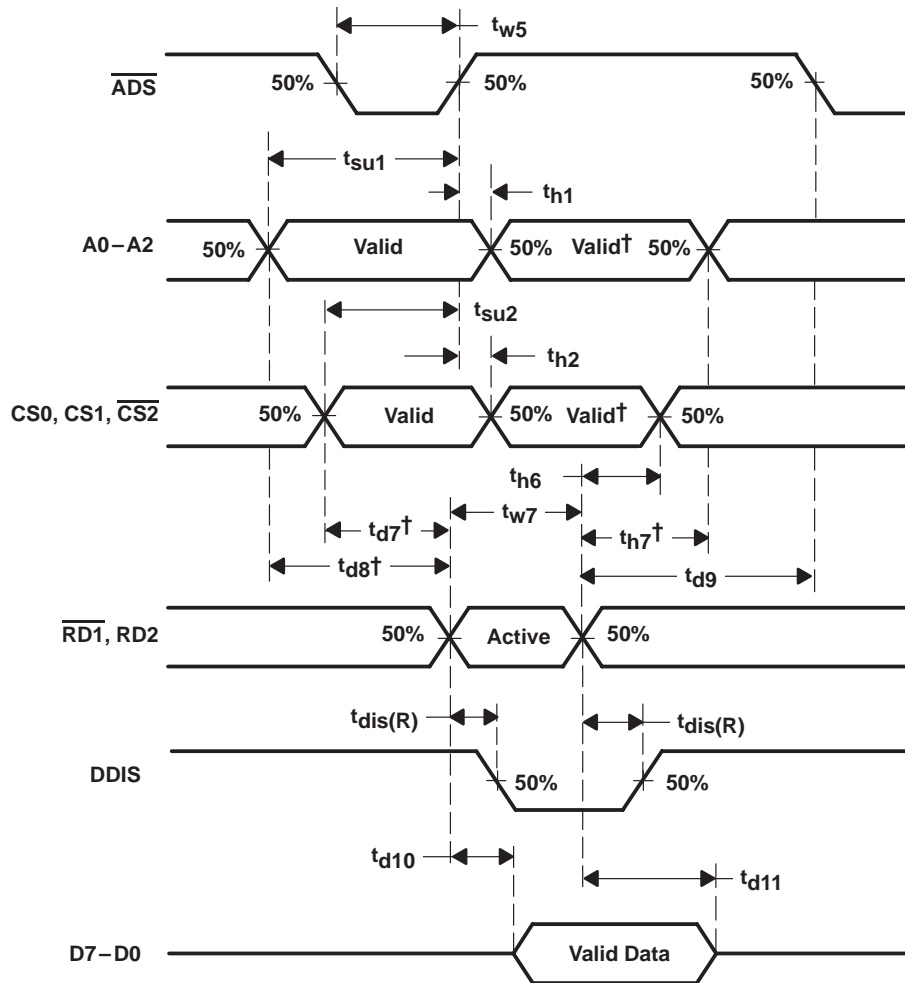 tw5
ADS 50% 50% 50%
tsu1
th1
A0–A2 50% Valid 50% Valid† 50%
tsu2
th2
CS0, CS1, CS2 50% Valid 50% Valid† 50%
th6
tw7
td7† th7†
td8† td9
RD1, RD2 50% Active 50%
tdis(R) tdis(R)
DDIS 50% 50%
td10 td11
D7–D0 Valid Data